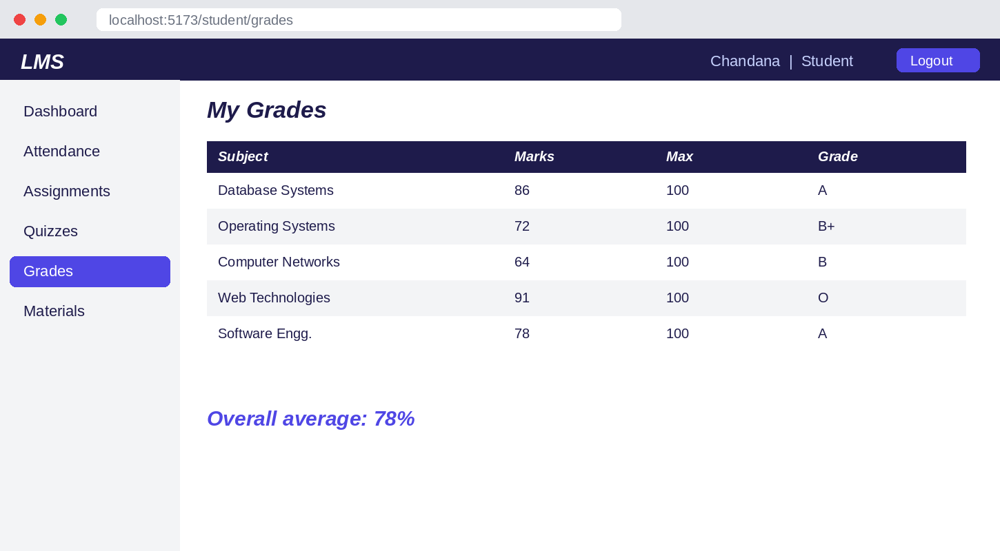 localhost:5173/student/grades
LMS
Chandana | Student
Logout
Dashboard
Attendance
Assignments
Quizzes
Grades
Materials
My Grades
Subject Marks Max Grade
Database Systems 86 100 A
Operating Systems 72 100 B+
Computer Networks 64 100 B
Web Technologies 91 100 O
Software Engg. 78 100 A
Overall average: 78%